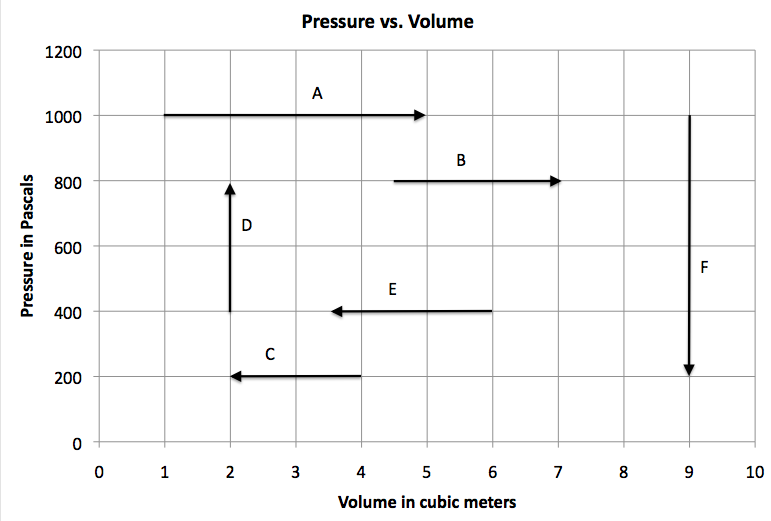 Pressure vs. Volume
1200
1000
800
600
400
200
0
Pressure in Pascals
A
B
D
F
E
C
0 1 2 3 4 5 6 7 8 9 10
Volume in cubic meters